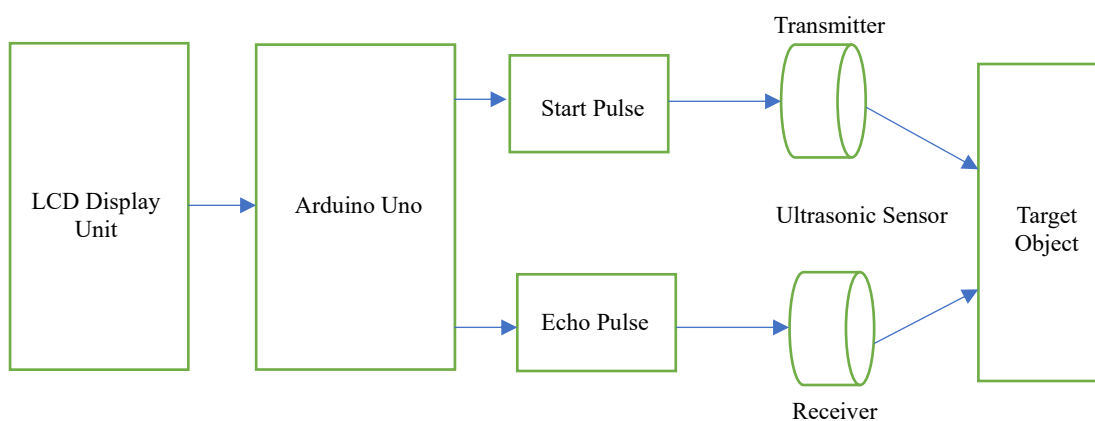 Transmitter
Start Pulse
LCD Display
Unit
Arduino Uno
Ultrasonic Sensor
Target
Object
Echo Pulse
Receiver